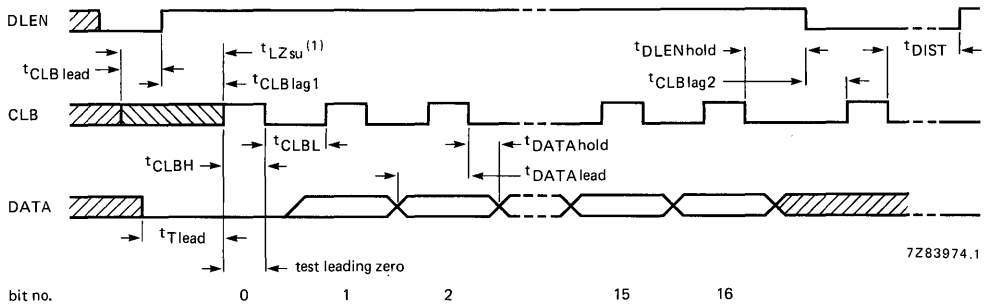 DLEN
tLZsu(1)
tCLBlead
tCLBlag1
tDLENhold
tCLBlag2
tDIST
CLB
tCLBL
tCLBH
tDATAhold
tDATAlead
DATA
tTlead
test leading zero
7Z83974.1
bit no. 0 1 2 15 16